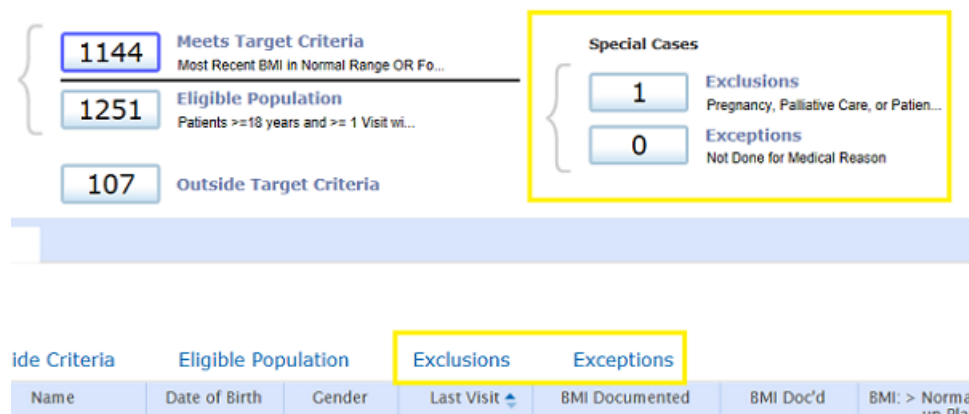 1144
Meets Target Criteria
Most Recent BMI in Normal Range OR Fo...
1251
Eligible Population
Patients >=18 years and >= 1 Visit wi...
107
Outside Target Criteria
Special Cases
1
Exclusions
Pregnancy, Palliative Care, or Patien...
0
Exceptions
Not Done for Medical Reason
ide Criteria
Eligible Population
Exclusions
Exceptions
Name
Date of Birth
Gender
Last Visit
BMI Documented
BMI Doc'd
BMI: > Norma
up Pla